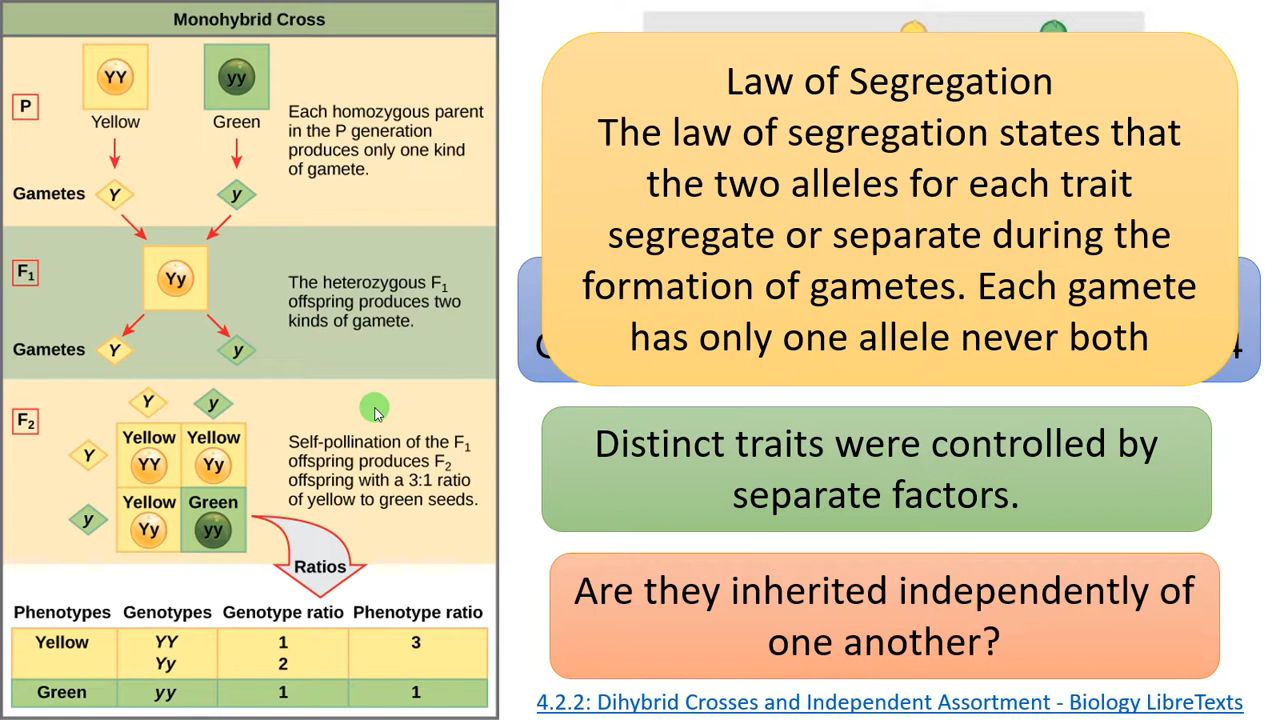 Monohybrid Cross
P
YY
yy
Yellow
Green
Each homozygous parent
in the P generation
produces only one kind
of gamete.
Gametes
Y
y
F1
Yy
The heterozygous F1
offspring produces two
kinds of gamete.
Gametes
Y
y
F2
Y
y
Y
Yellow
YY
Yellow
Yy
y
Yellow
Yy
Green
yy
Self-pollination of the F1
offspring produces F2
offspring with a 3:1 ratio
of yellow to green seeds.
Ratios
Phenotypes Genotypes Genotype ratio Phenotype ratio
Yellow YY 1 3
Yy 2
Green yy 1 1
Law of Segregation
The law of segregation states that
the two alleles for each trait
segregate or separate during the
formation of gametes. Each gamete
has only one allele never both
Distinct traits were controlled by
separate factors.
Are they inherited independently of
one another?
4.2.2: Dihybrid Crosses and Independent Assortment - Biology LibreTexts